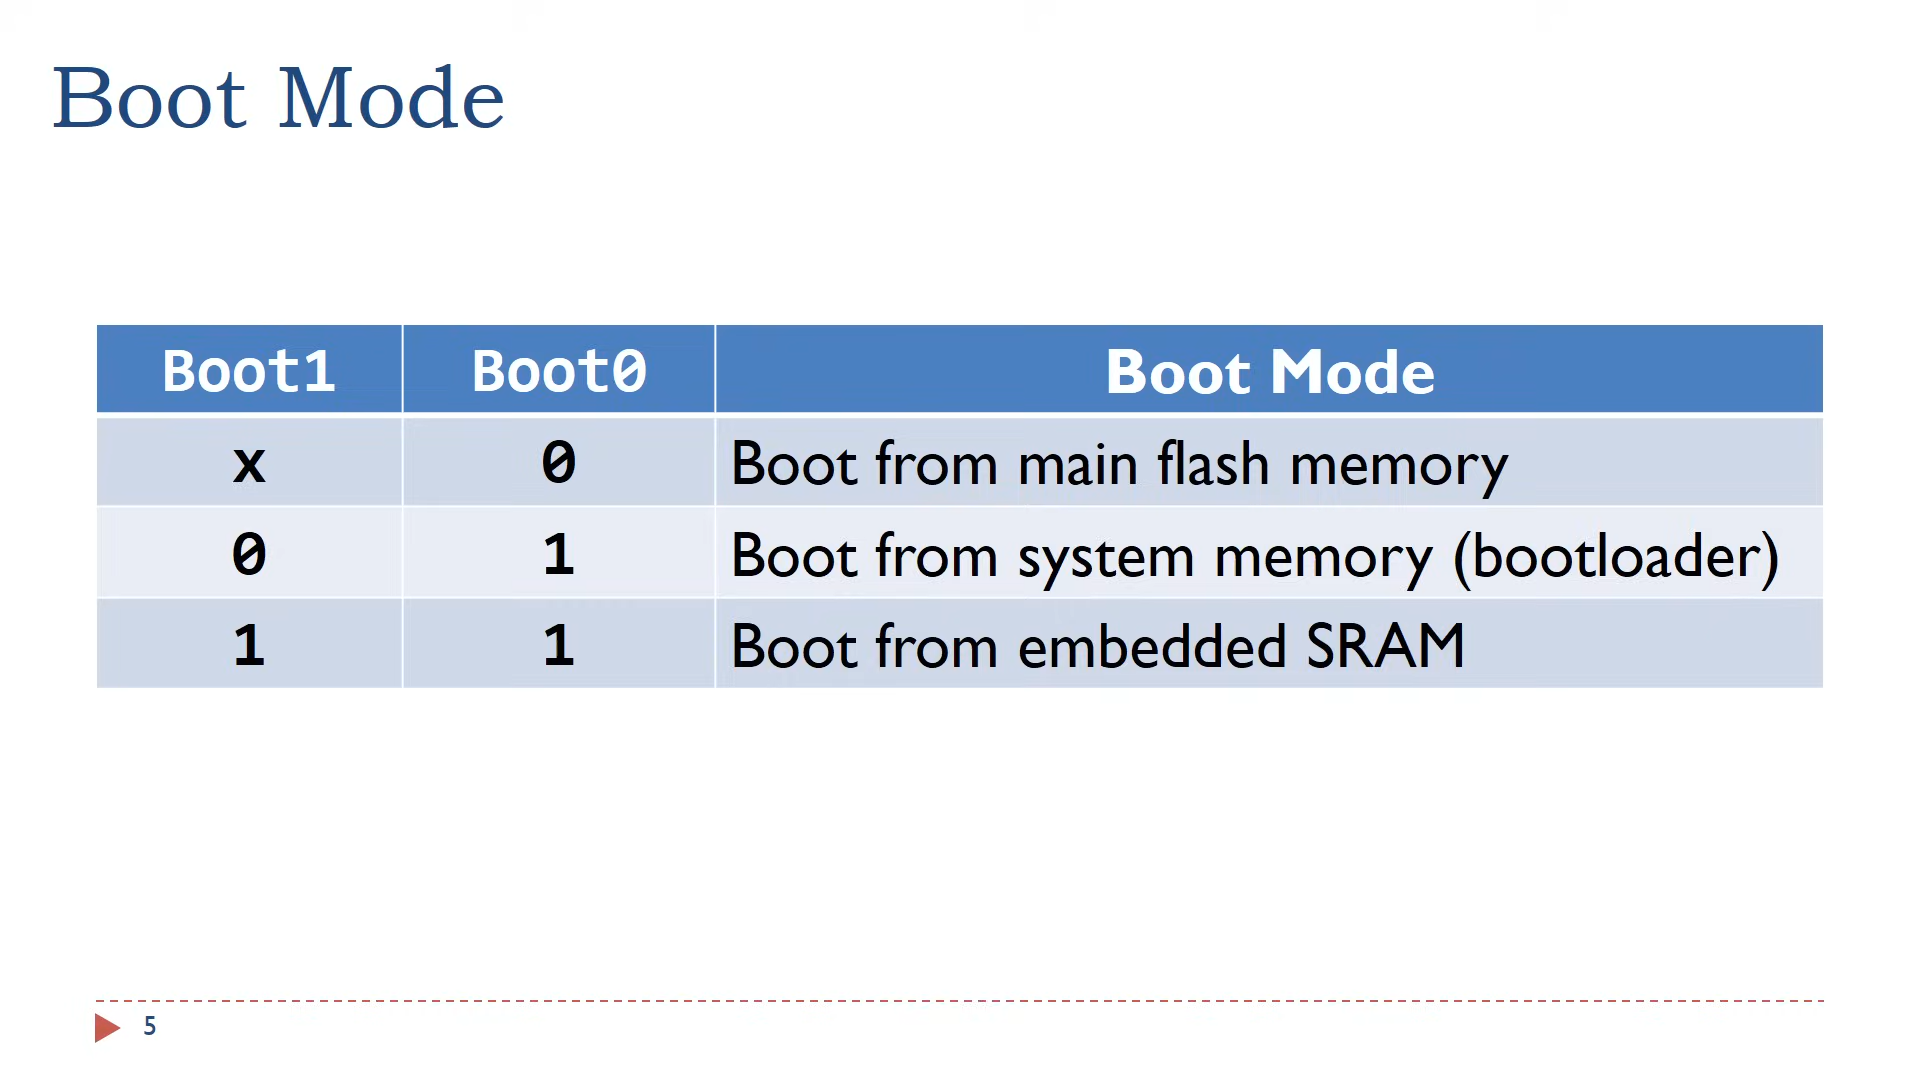 Boot Mode
Boot1 Boot0 Boot Mode
x 0 Boot from main flash memory
0 1 Boot from system memory (bootloader)
1 1 Boot from embedded SRAM
5